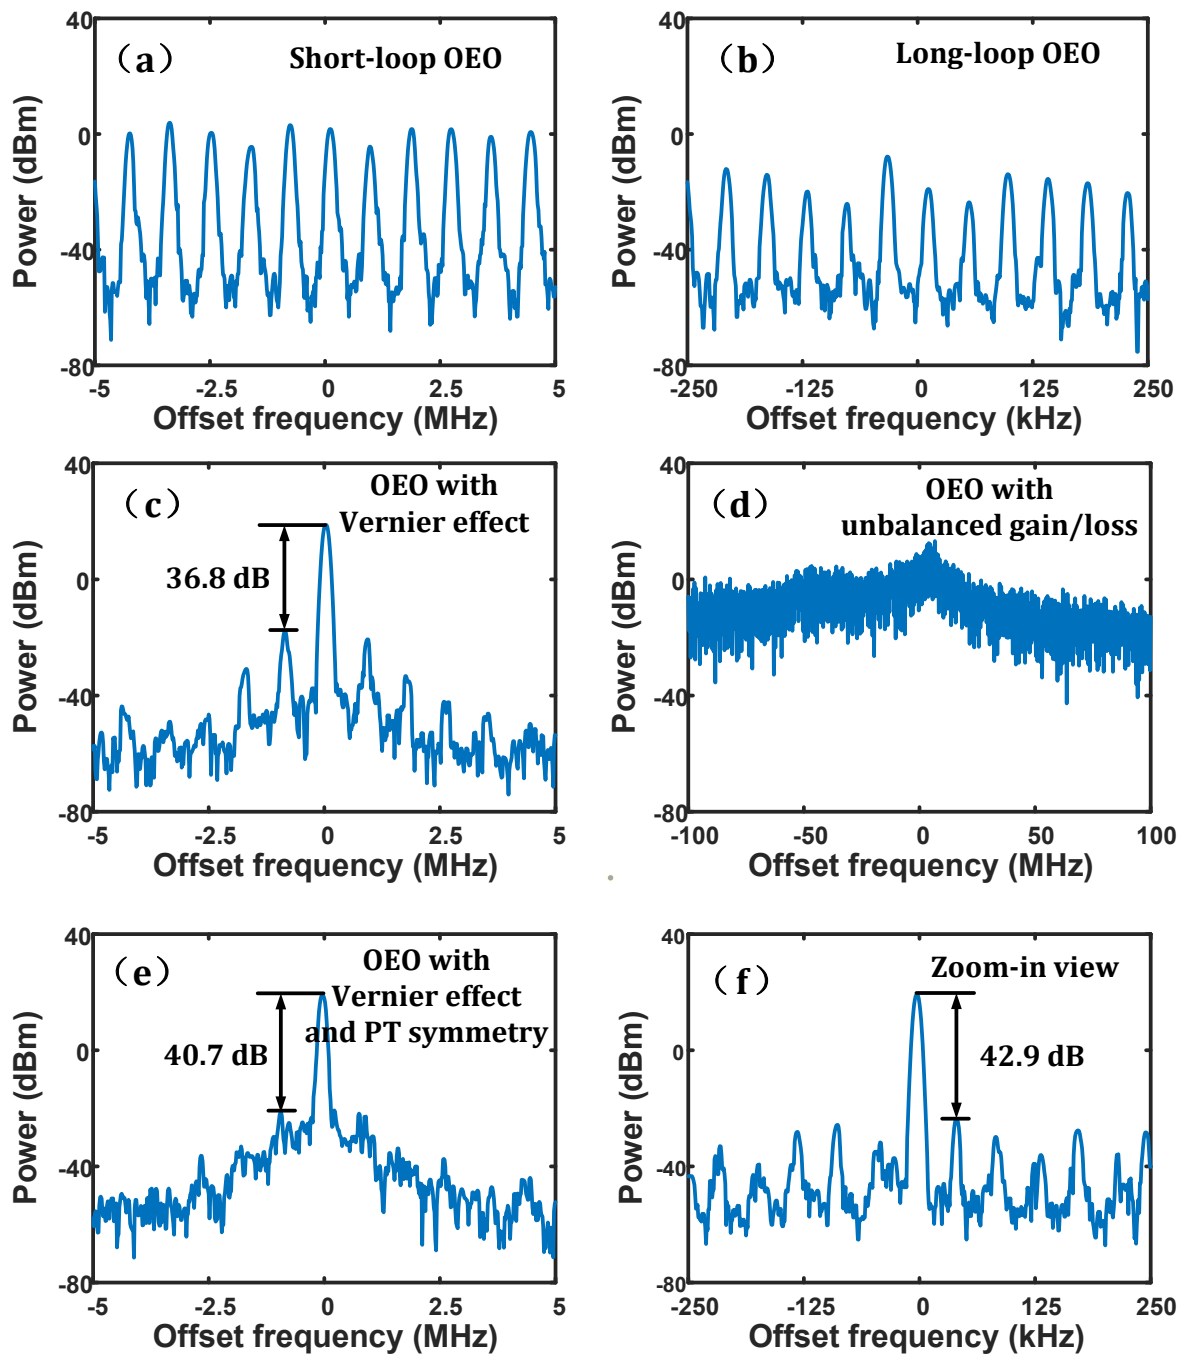 40
0
-40
-80
Power (dBm)
（a）
Short-loop OEO
-5
-2.5
0
2.5
5
Offset frequency (MHz)
40
0
-40
-80
Power (dBm)
（b）
Long-loop OEO
-250
-125
0
125
250
Offset frequency (kHz)
40
0
-40
-80
Power (dBm)
（c）
OEO with
Vernier effect
36.8 dB
-5
-2.5
0
2.5
5
Offset frequency (MHz)
40
0
-40
-80
Power (dBm)
（d）
OEO with
unbalanced gain/loss
-100
-50
0
50
100
Offset frequency (MHz)
40
0
-40
-80
Power (dBm)
（e）
OEO with
Vernier effect
and PT symmetry
40.7 dB
-5
-2.5
0
2.5
5
Offset frequency (MHz)
40
0
-40
-80
Power (dBm)
（f）
Zoom-in view
42.9 dB
-250
-125
0
125
250
Offset frequency (kHz)